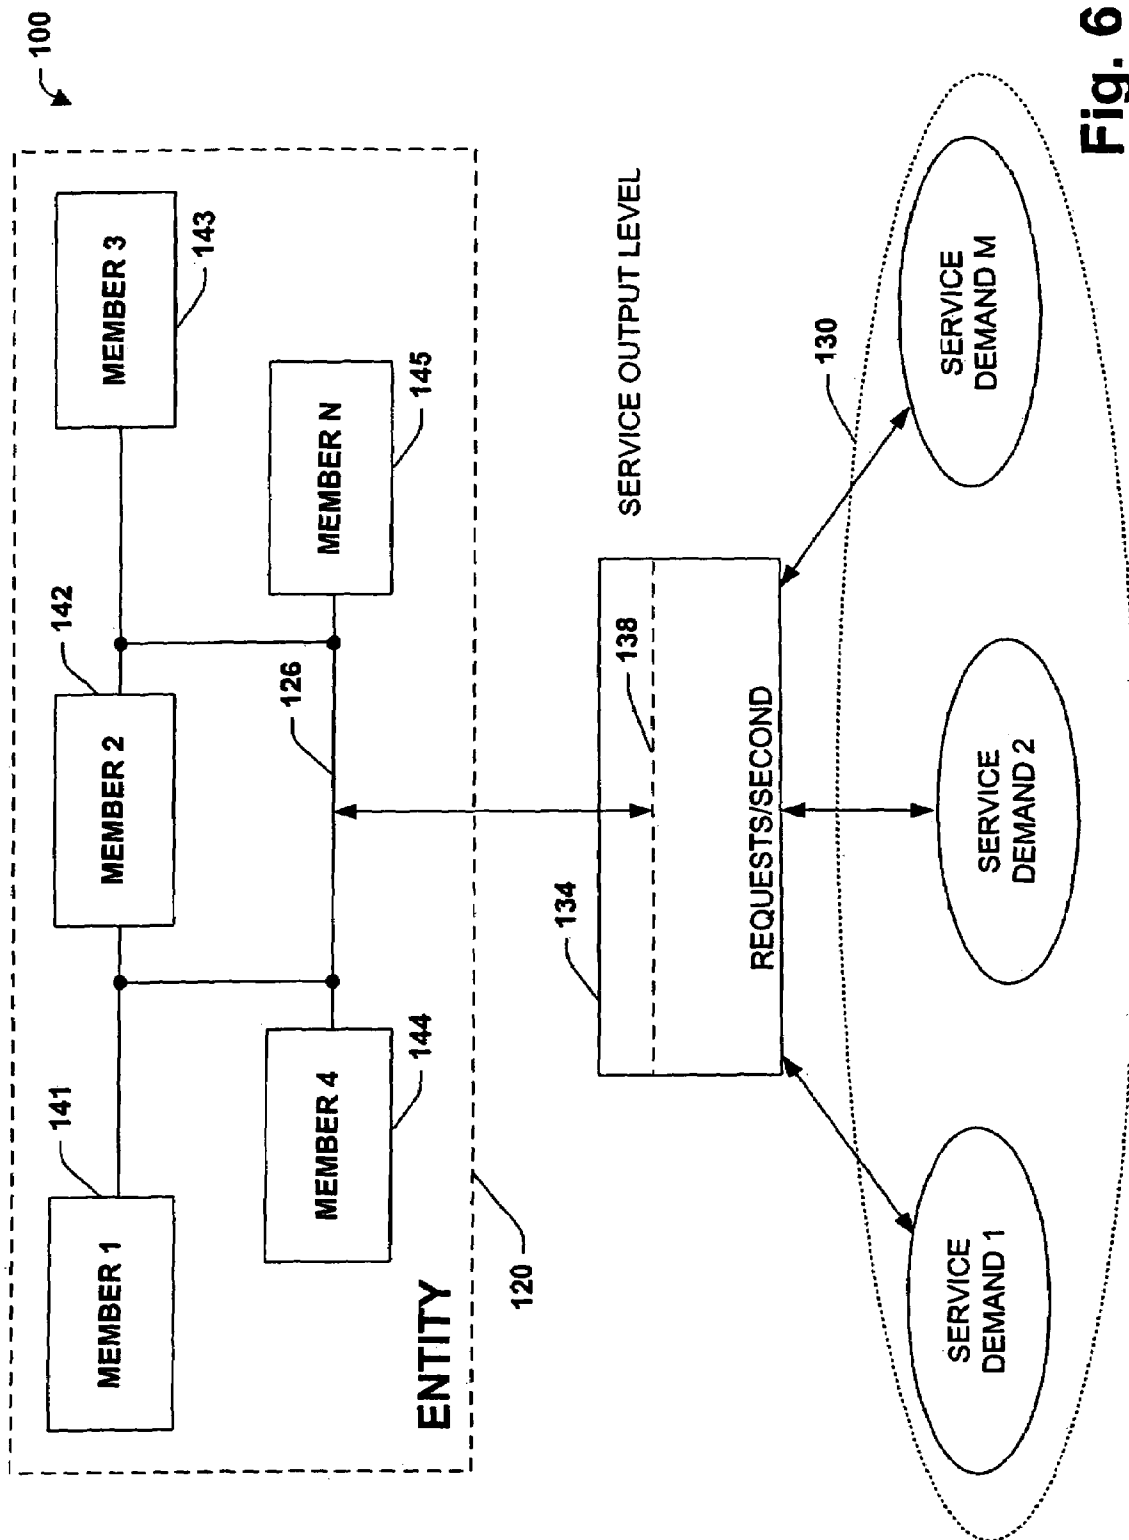 100
MEMBER 1
141
MEMBER 2
142
MEMBER 3
143
MEMBER 4
144
MEMBER N
145
126
ENTITY
120
134
138
SERVICE OUTPUT LEVEL
REQUESTS/SECOND
130
SERVICE
DEMAND 1
SERVICE
DEMAND 2
SERVICE
DEMAND M
Fig. 6